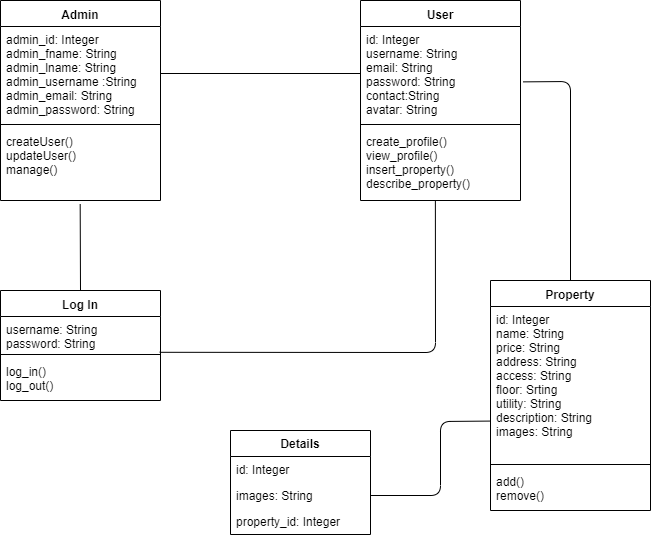 Admin
admin_id: Integer
admin_fname: String
admin_lname: String
admin_username :String
admin_email: String
admin_password: String
createUser()
updateUser()
manage()
User
id: Integer
username: String
email: String
password: String
contact:String
avatar: String
create_profile()
view_profile()
insert_property()
describe_property()
Log In
username: String
password: String
log_in()
log_out()
Property
id: Integer
name: String
price: String
address: String
access: String
floor: Srting
utility: String
description: String
images: String
add()
remove()
Details
id: Integer
images: String
property_id: Integer